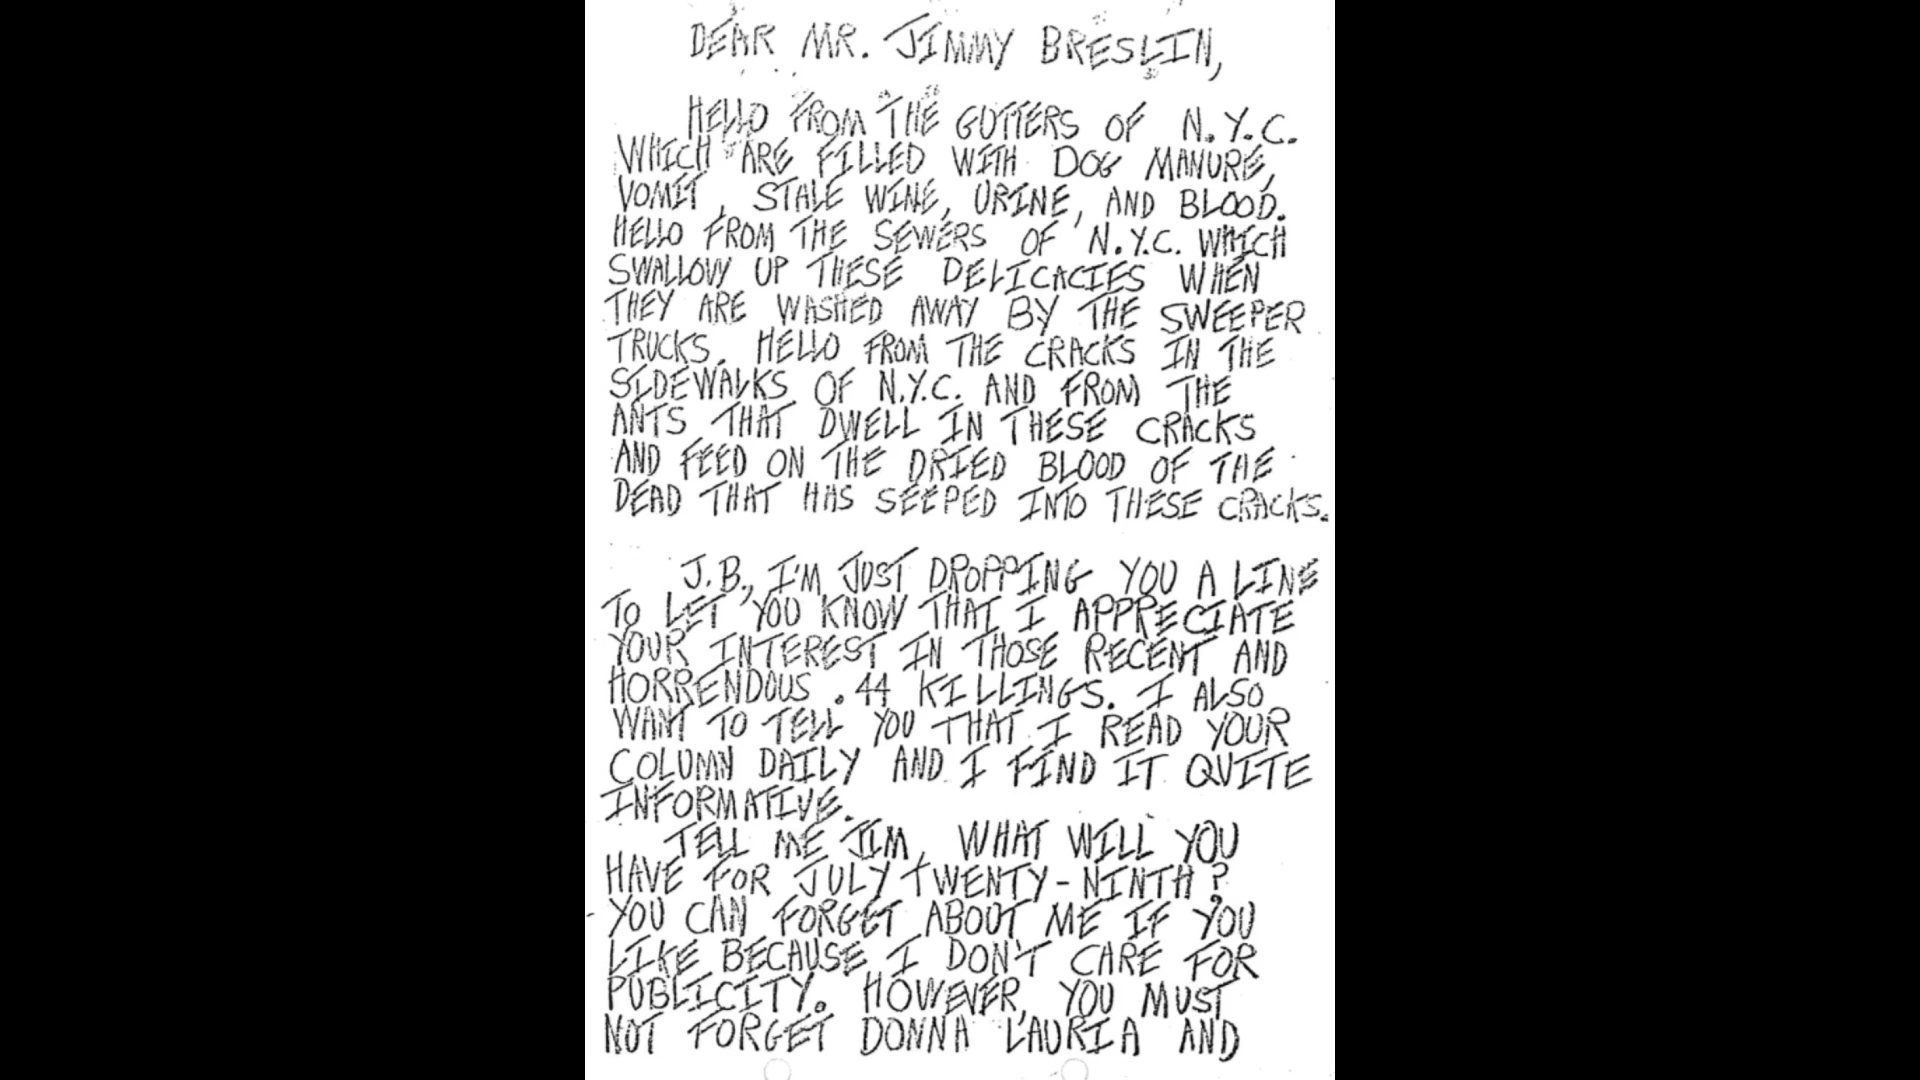 DEAR MR. JIMMY BRESLIN,
HELLO FROM THE GUTTERS OF N.Y.C.
WHICH ARE FILLED WITH DOG MANURE,
VOMIT, STALE WINE, URINE, AND BLOOD.
HELLO FROM THE SEWERS OF N.Y.C. WHICH
SWALLOW UP THESE DELICACIES WHEN
THEY ARE WASHED AWAY BY THE SWEEPER
TRUCKS. HELLO FROM THE CRACKS IN THE
SIDEWALKS OF N.Y.C. AND FROM THE
ANTS THAT DWELL IN THESE CRACKS
AND FEED ON THE DRIED BLOOD OF THE
DEAD THAT HAS SEEPED INTO THESE CRACKS.
J.B., I'M JUST DROPPING YOU A LINE
TO LET YOU KNOW THAT I APPRECIATE
YOUR INTEREST IN THOSE RECENT AND
HORRENDOUS .44 KILLINGS. I ALSO
WANT TO TELL YOU THAT I READ YOUR
COLUMN DAILY AND I FIND IT QUITE
INFORMATIVE.
TELL ME JIM, WHAT WILL YOU
HAVE FOR JULY TWENTY-NINTH?
YOU CAN FORGET ABOUT ME IF YOU
LIKE BECAUSE I DON'T CARE FOR
PUBLICITY. HOWEVER, YOU MUST
NOT FORGET DONNA LAURIA AND